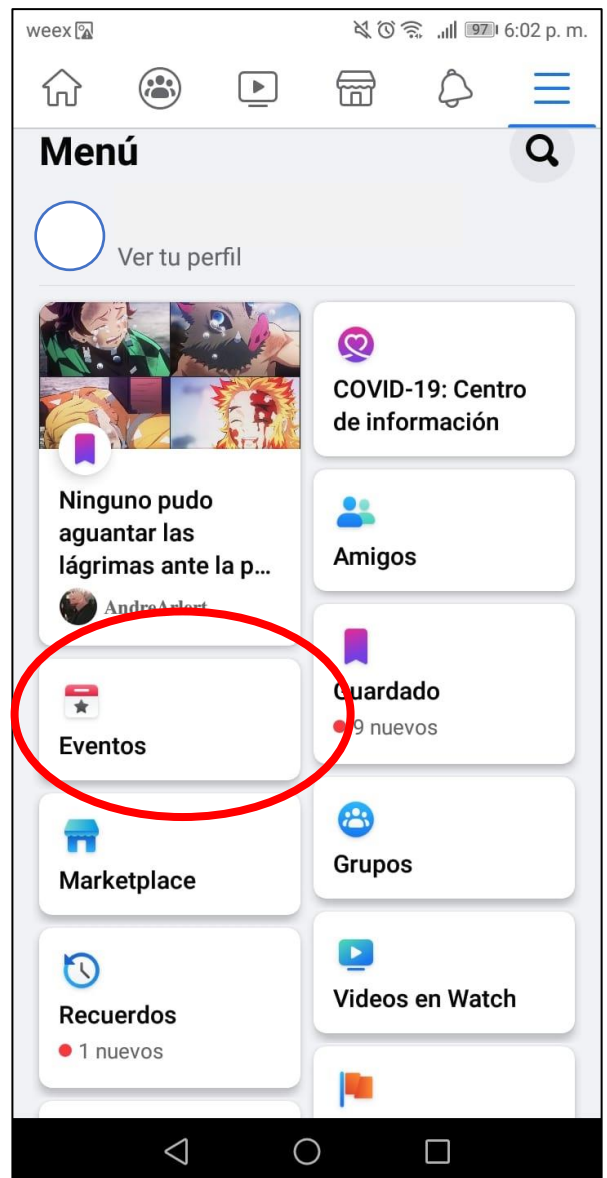 weex 97 6:02 p. m.
Menú
Ver tu perfil
Ninguno pudo
aguantar las
lágrimas ante la p...
AndreArlert
Eventos
Marketplace
Recuerdos
1 nuevos
COVID-19: Centro
de información
Amigos
Guardado
9 nuevos
Grupos
Videos en Watch